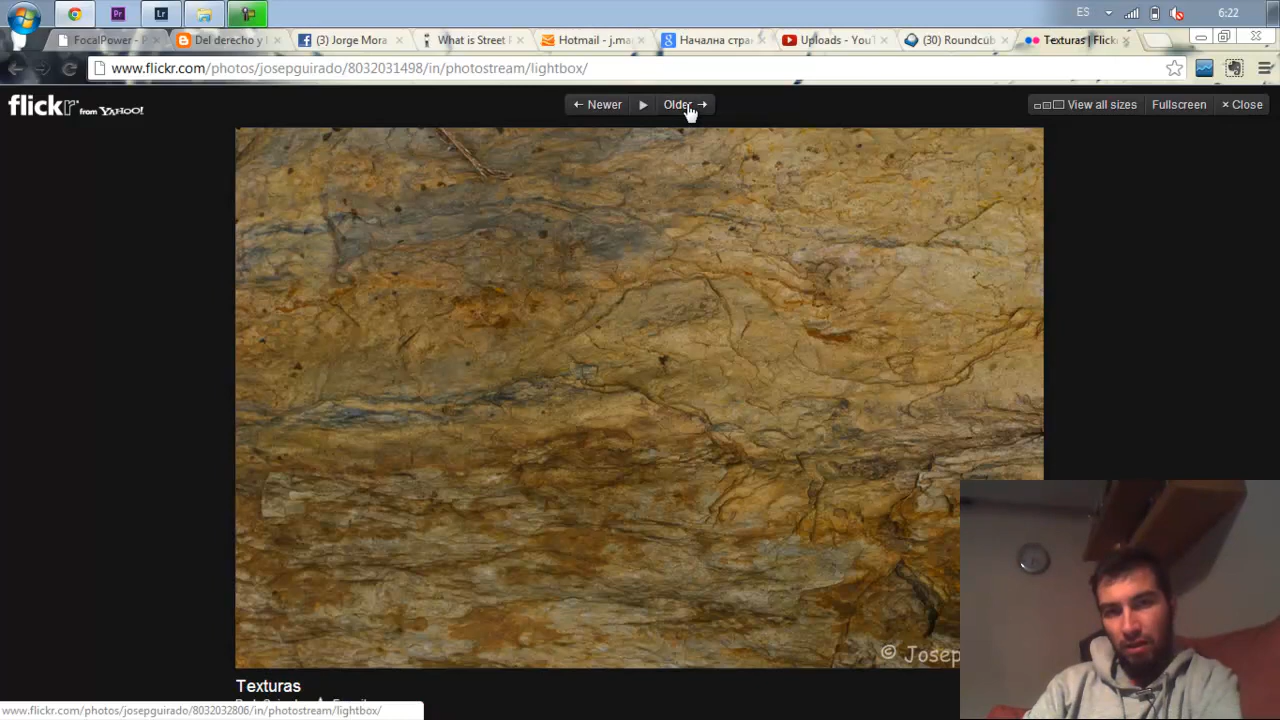 ES 6:22
FocalPower - P
Del derecho y
(3) Jorge Mora
What is Street
Hotmail - j.ma
Начална стра
Uploads - YouT
(30) Roundcub
Texturas | Flick
www.flickr.com/photos/josepguirado/8032031498/in/photostream/lightbox/
flickr from YAHOO!
← Newer
Older →
View all sizes
Fullscreen
× Close
© Josep
Texturas
www.flickr.com/photos/josepguirado/8032032806/in/photostream/lightbox/